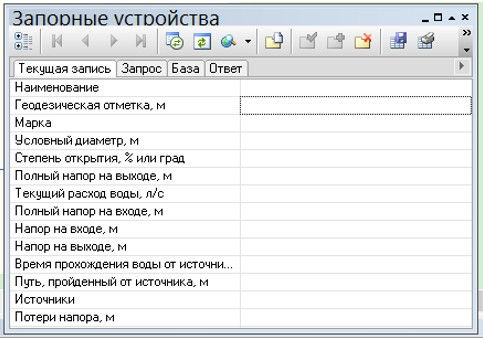 Запорные устройства
Текущая запись Запрос База Ответ
Наименование
Геодезическая отметка, м
Марка
Условный диаметр, м
Степень открытия, % или град
Полный напор на выходе, м
Текущий расход воды, л/с
Полный напор на входе, м
Напор на входе, м
Напор на выходе, м
Время прохождения воды от источни...
Путь, пройденный от источника, м
Источники
Потери напора, м